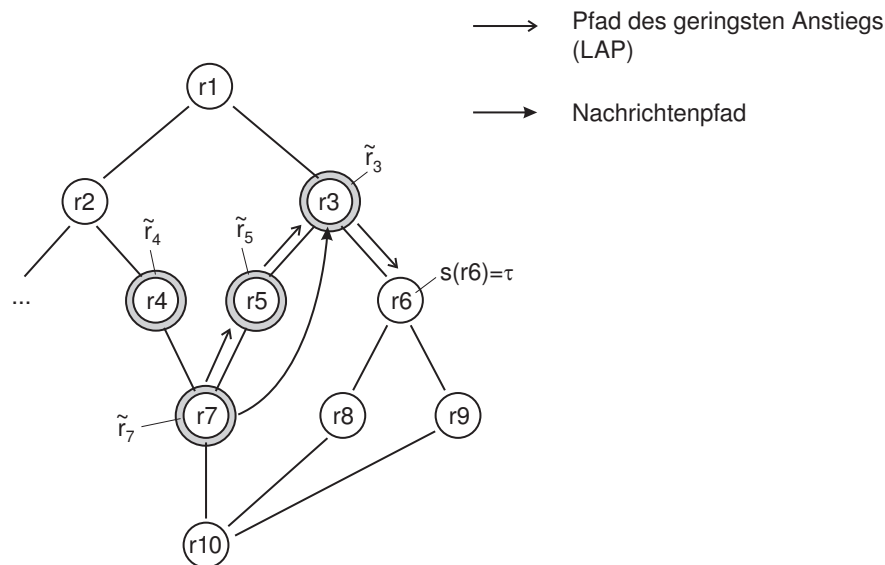 Pfad des geringsten Anstiegs
(LAP)
r1
Nachrichtenpfad
r̃₃
r2
r3
r̃₄
r̃₅
s(r6)=τ
...
r4
r5
r6
r̃₇
r7
r8
r9
r10